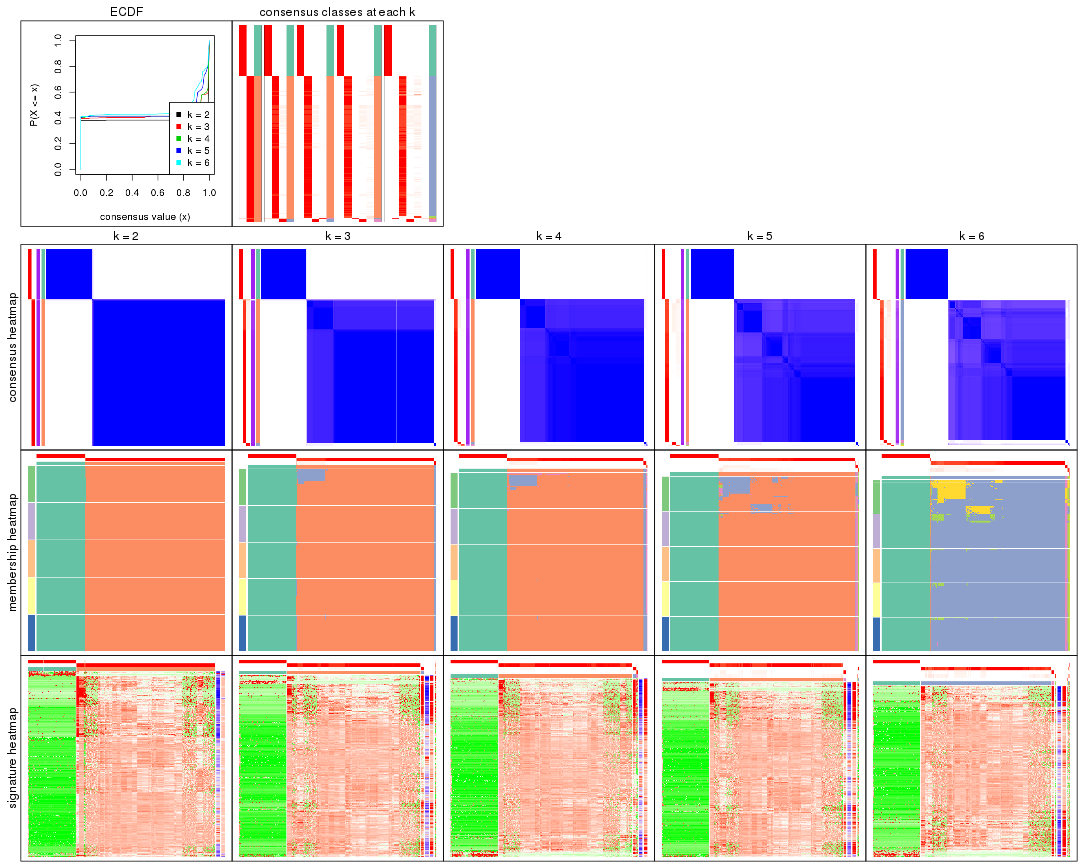 ECDF
consensus classes at each k
P(X <= x)
1.0
0.8
0.6
0.4
0.2
0.0
k = 2
k = 3
k = 4
k = 5
k = 6
0.0 0.2 0.4 0.6 0.8 1.0
consensus value (x)
k = 2
k = 3
k = 4
k = 5
k = 6
consensus heatmap
membership heatmap
signature heatmap